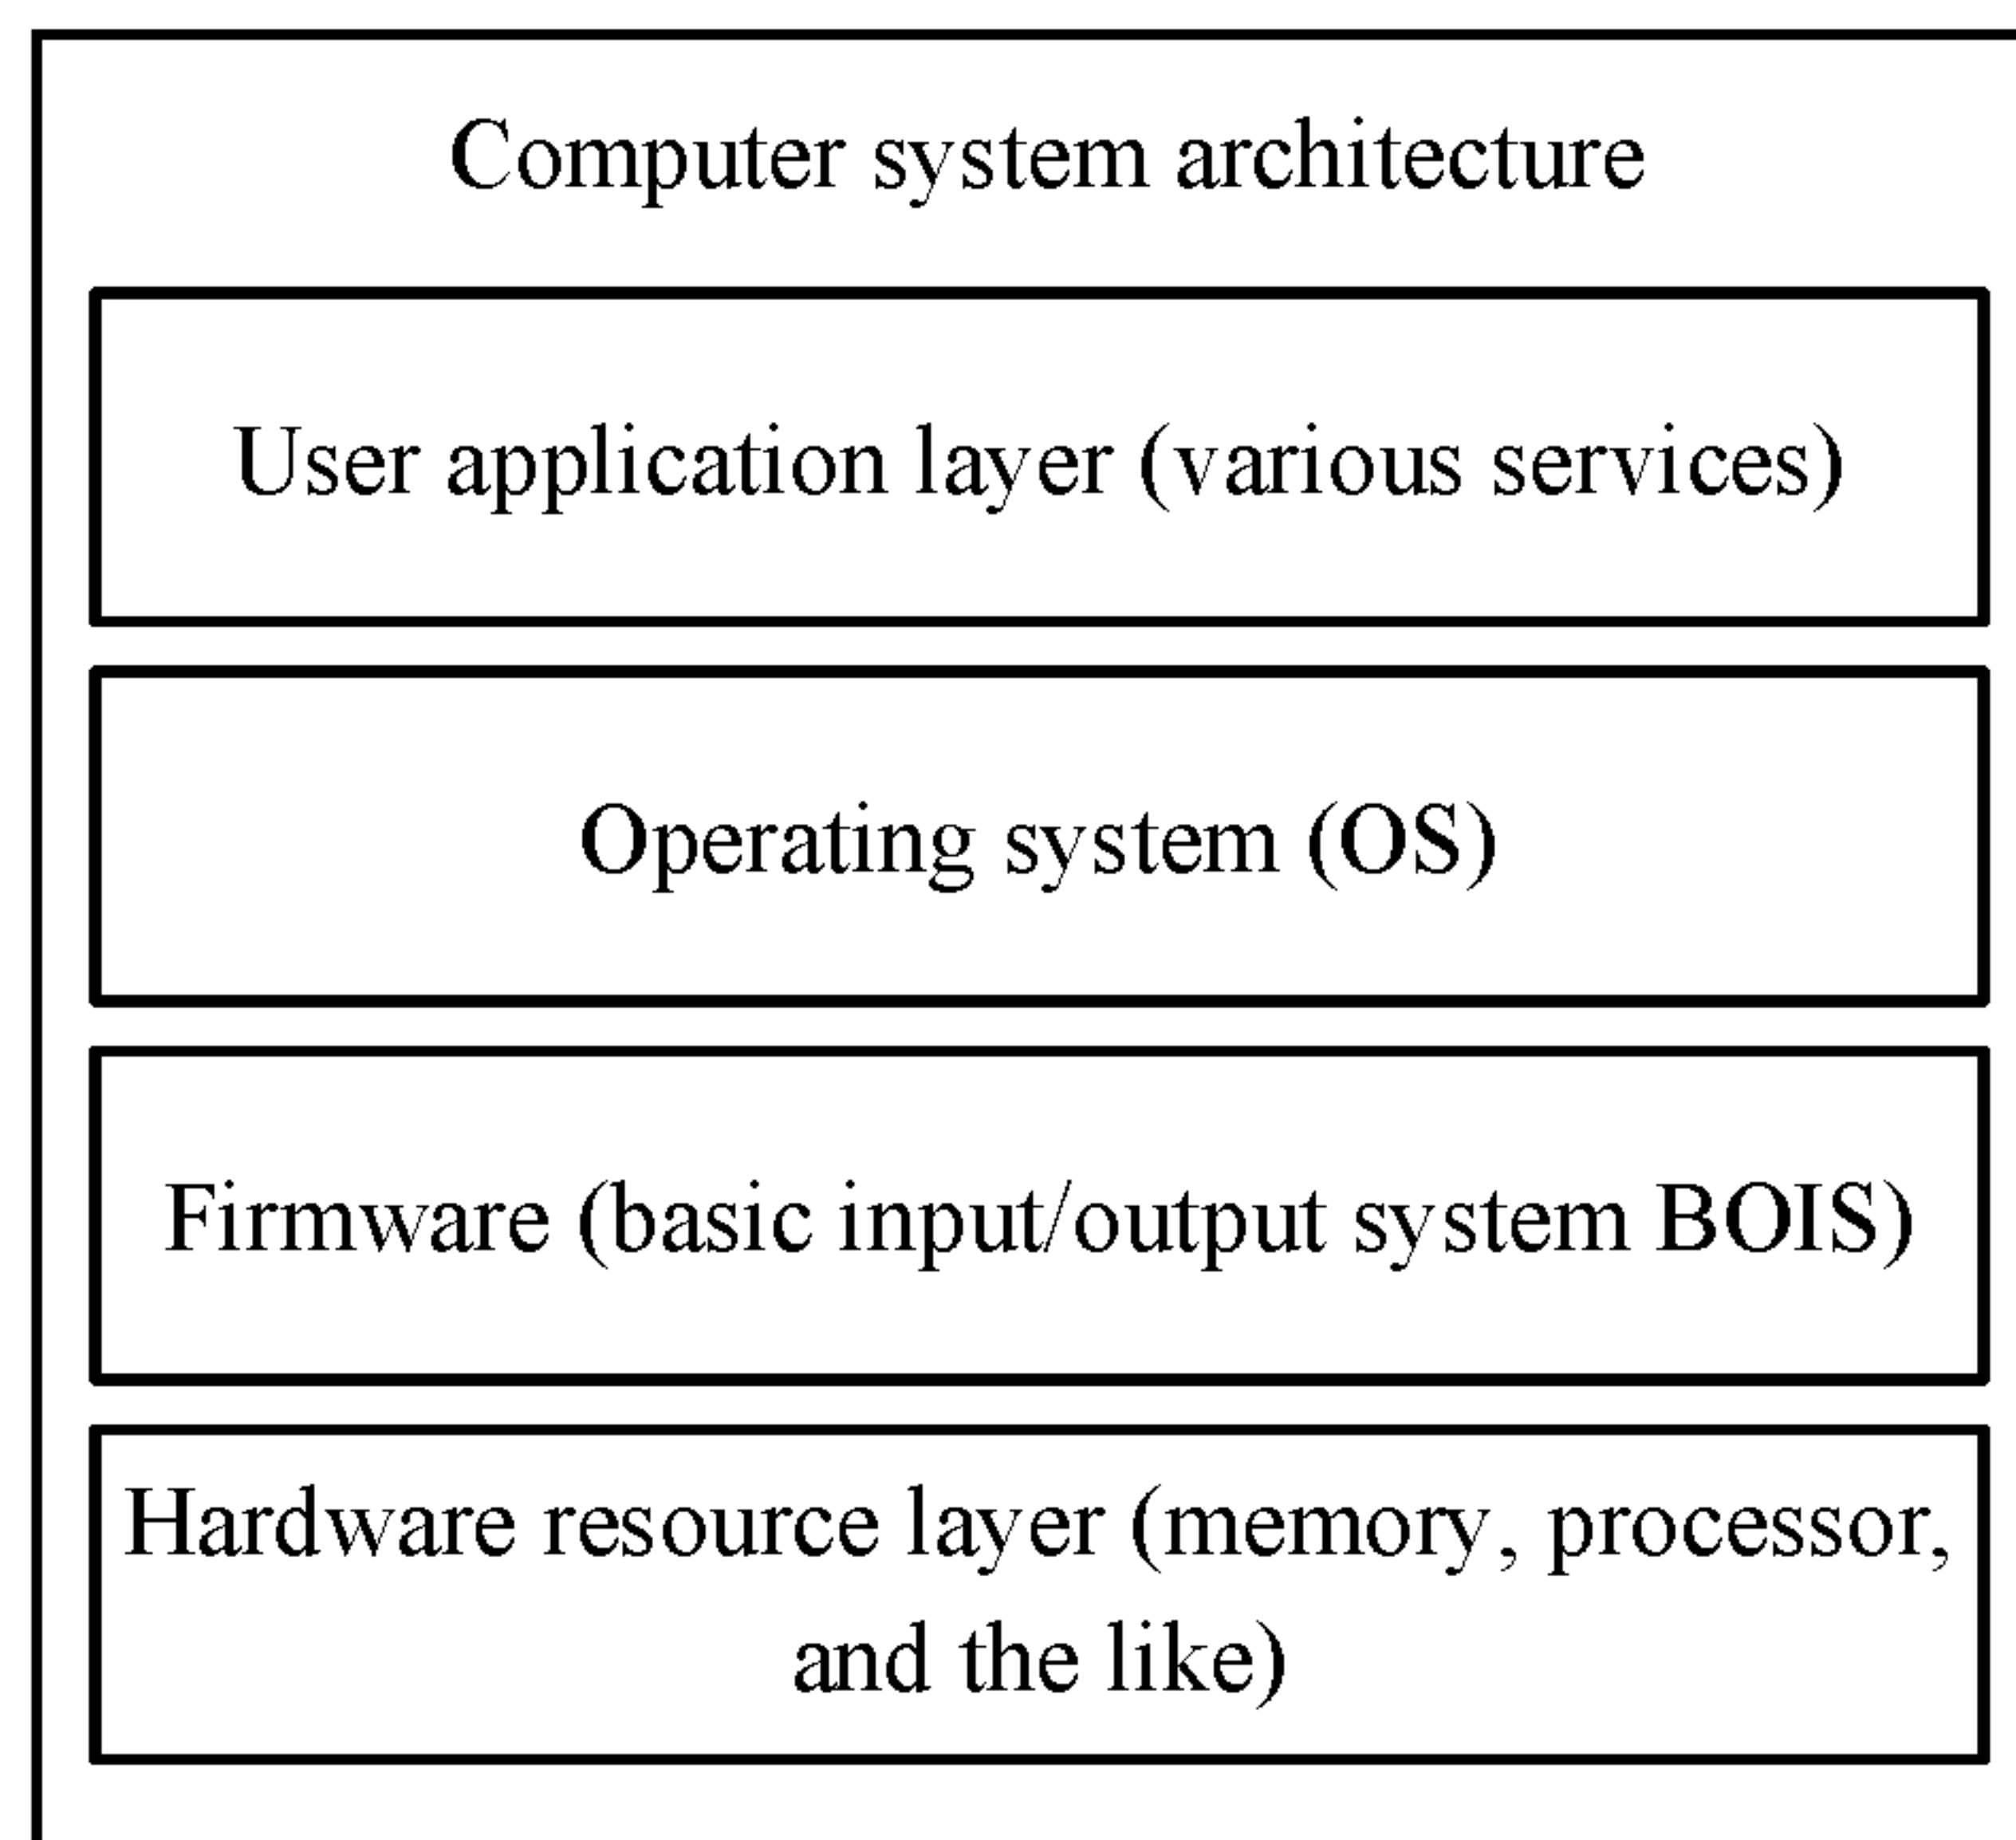 Computer system architecture
User application layer (various services)
Operating system (OS)
Firmware (basic input/output system BOIS)
Hardware resource layer (memory, processor,
and the like)